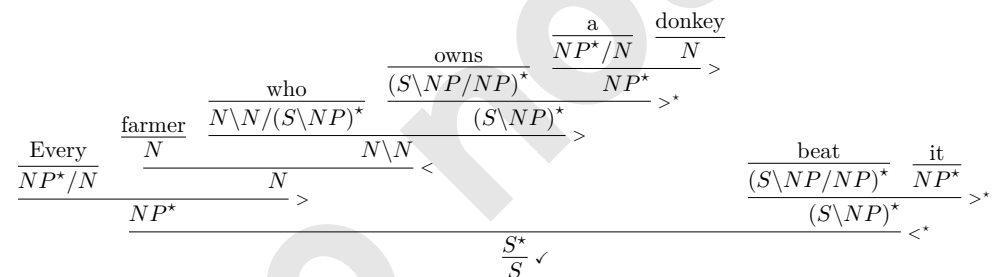 a donkey
NP*/N N
owns >
(S\NP/NP)* NP*
who >*
N\N/(S\NP)* (S\NP)*
farmer >
N N\N
Every <
NP*/N N
>
NP*
beat it
(S\NP/NP)* NP*
>*
(S\NP)*
<*
S*
S ✓
no